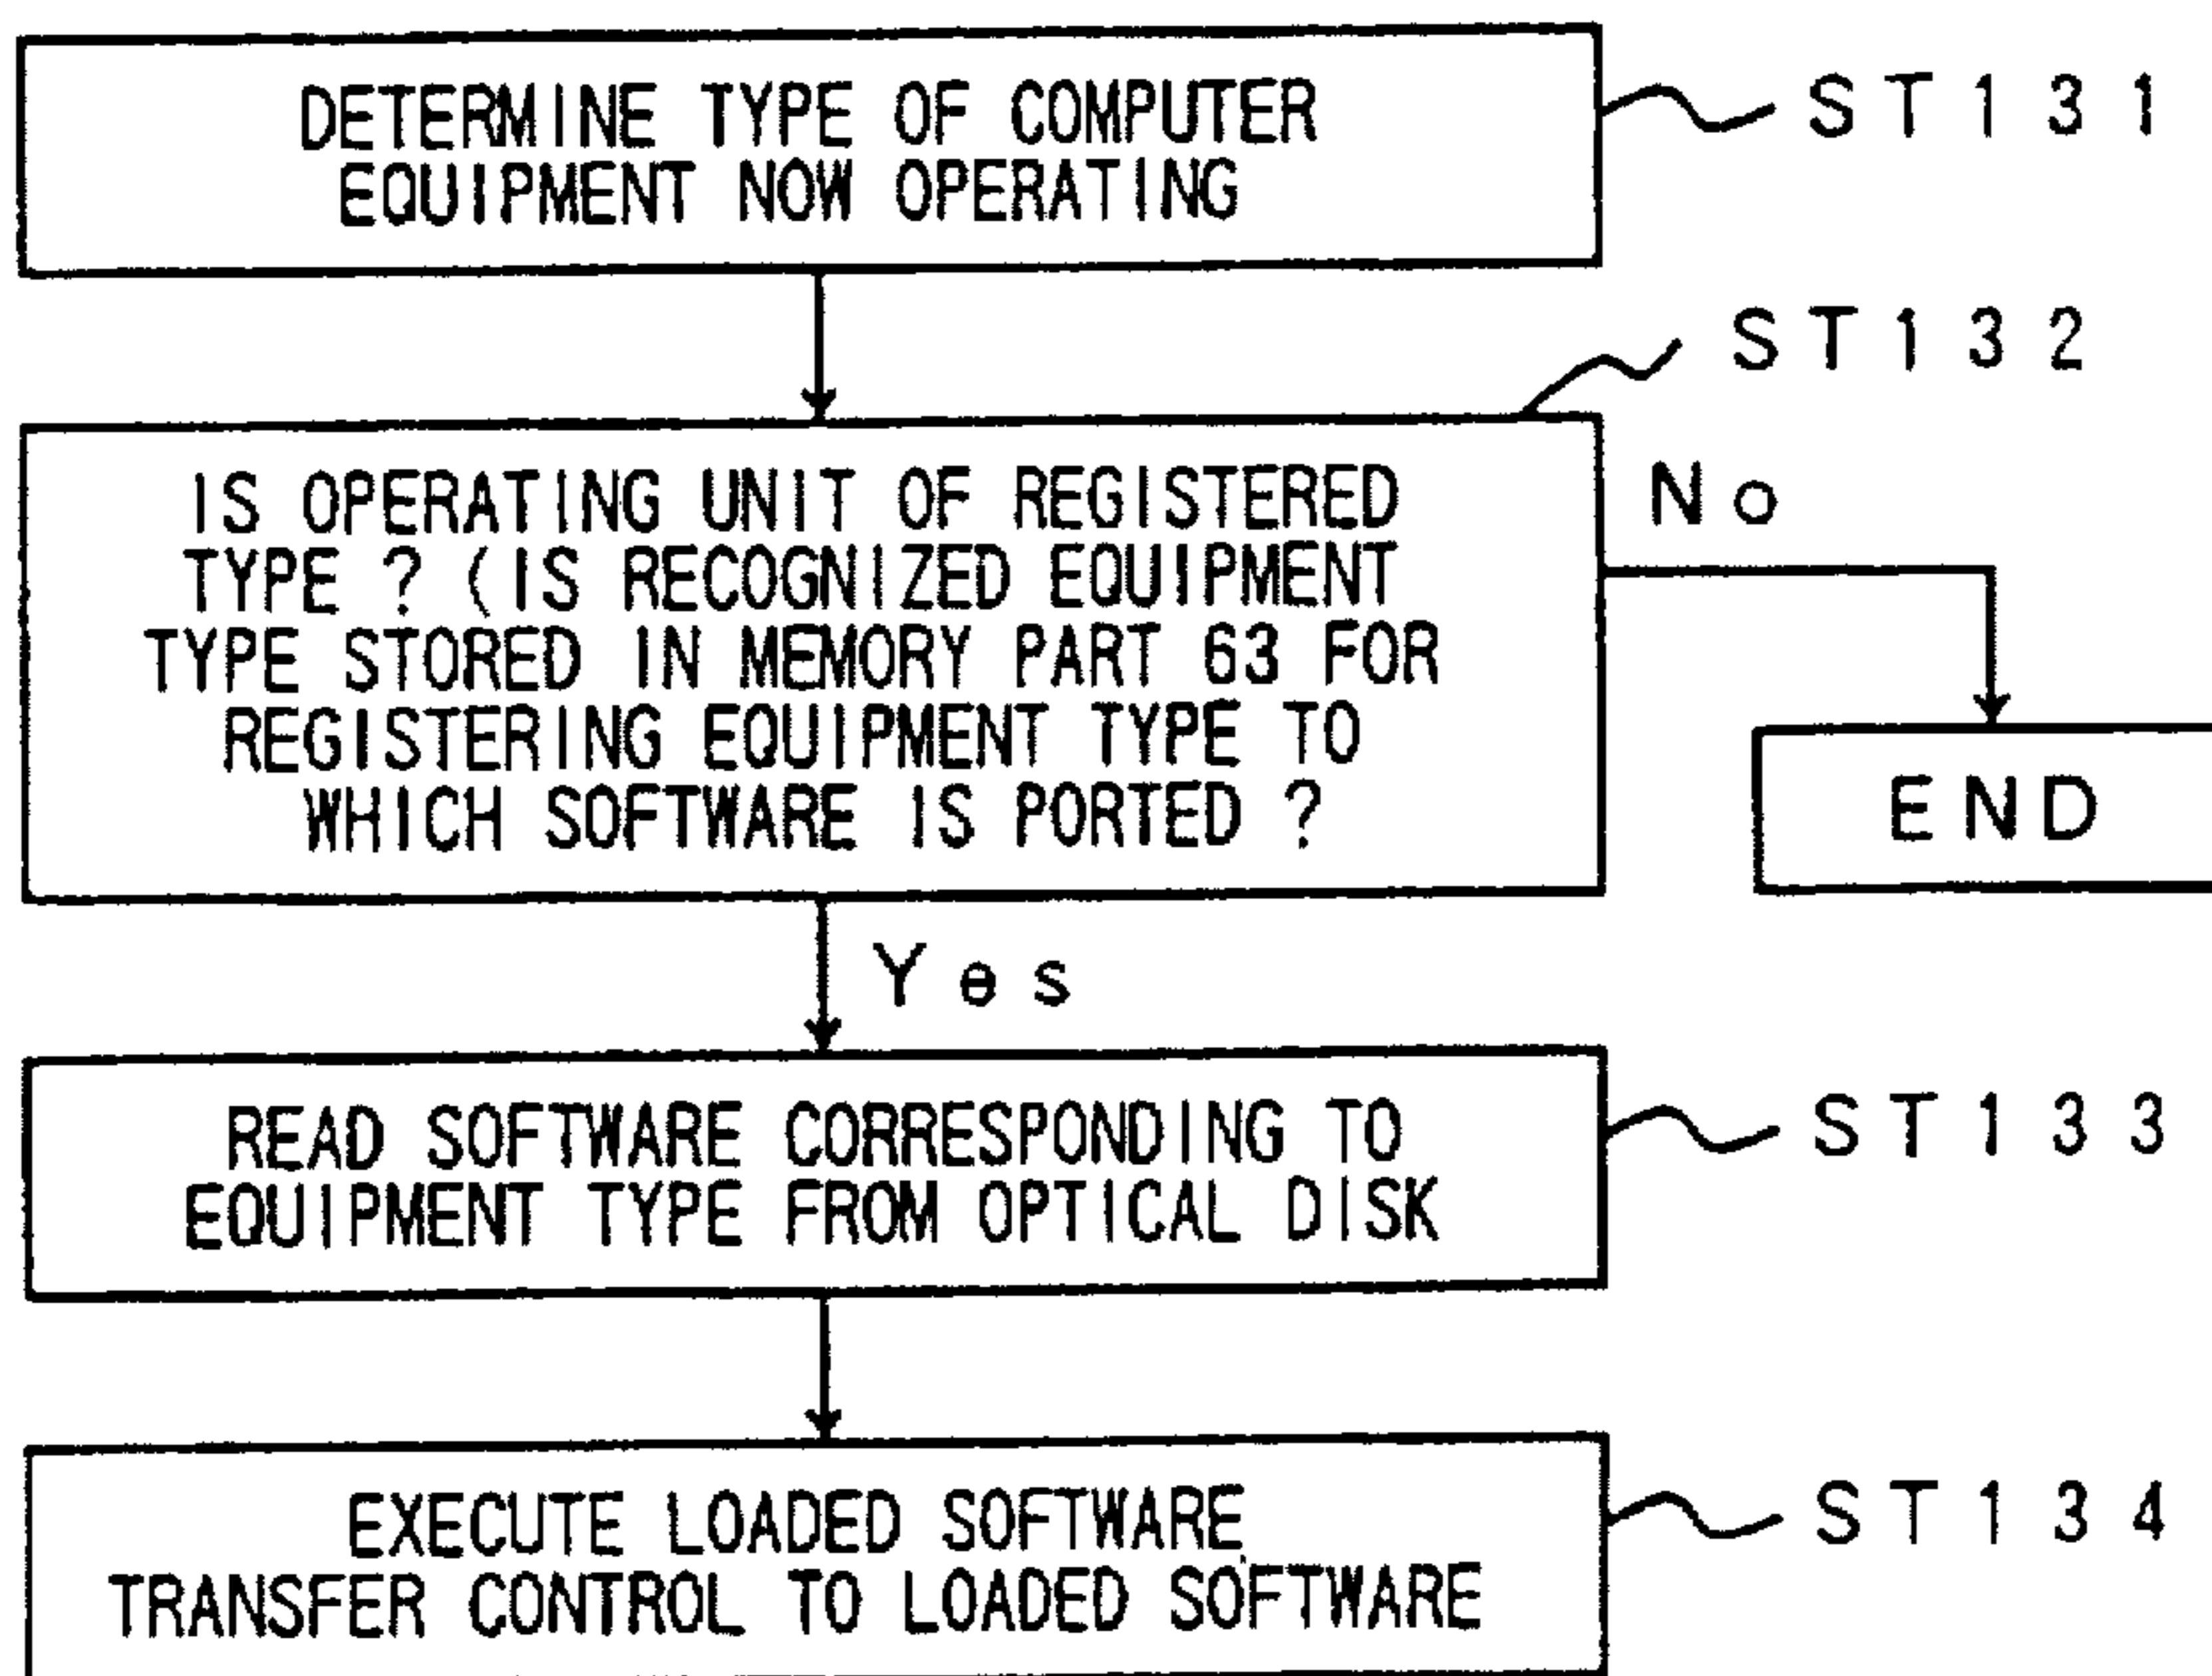 DETERMINE TYPE OF COMPUTER
EQUIPMENT NOW OPERATING
ST131
ST132
IS OPERATING UNIT OF REGISTERED
TYPE ? (IS RECOGNIZED EQUIPMENT
TYPE STORED IN MEMORY PART 63 FOR
REGISTERING EQUIPMENT TYPE TO
WHICH SOFTWARE IS PORTED ?
No
END
Yes
READ SOFTWARE CORRESPONDING TO
EQUIPMENT TYPE FROM OPTICAL DISK
ST133
EXECUTE LOADED SOFTWARE
TRANSFER CONTROL TO LOADED SOFTWARE
ST134